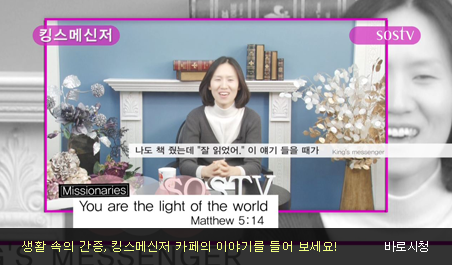 킹스메신저
sostv
나도 책 줬는데 "잘 읽었어," 이 얘기 들을 때가
King's messenger
SOSTV
Missionaries
You are the light of the world
Matthew 5:14
G'S MESSENGER
생활 속의 간증, 킹스메신저 카페의 이야기를 들어 보세요!
바로시청